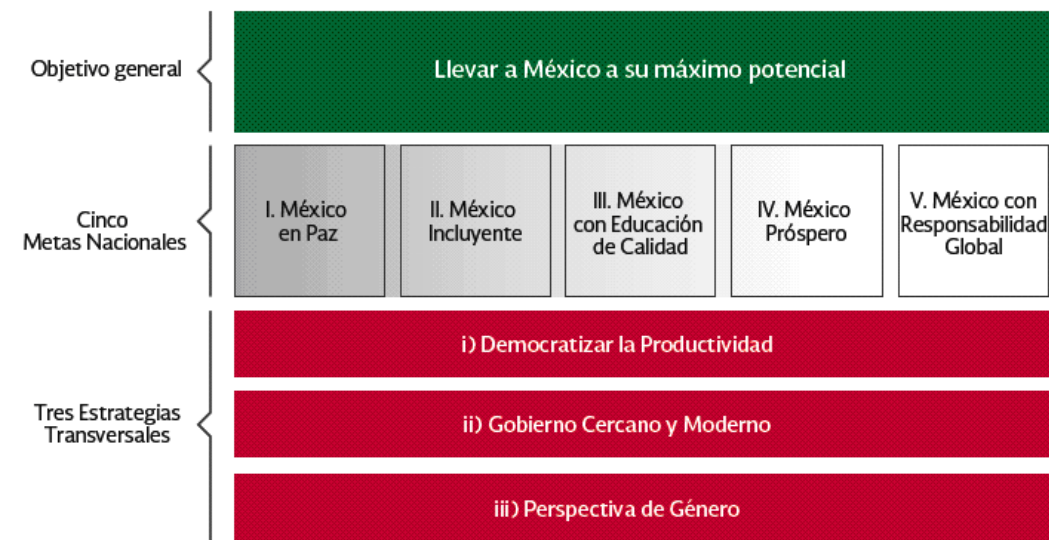 Objetivo general
Llevar a México a su máximo potencial
Cinco
Metas Nacionales
I. México
en Paz
II. México
Incluyente
III. México
con Educación
de Calidad
IV. México
Próspero
V. México con
Responsabilidad
Global
Tres Estrategias
Transversales
i) Democratizar la Productividad
ii) Gobierno Cercano y Moderno
iii) Perspectiva de Género